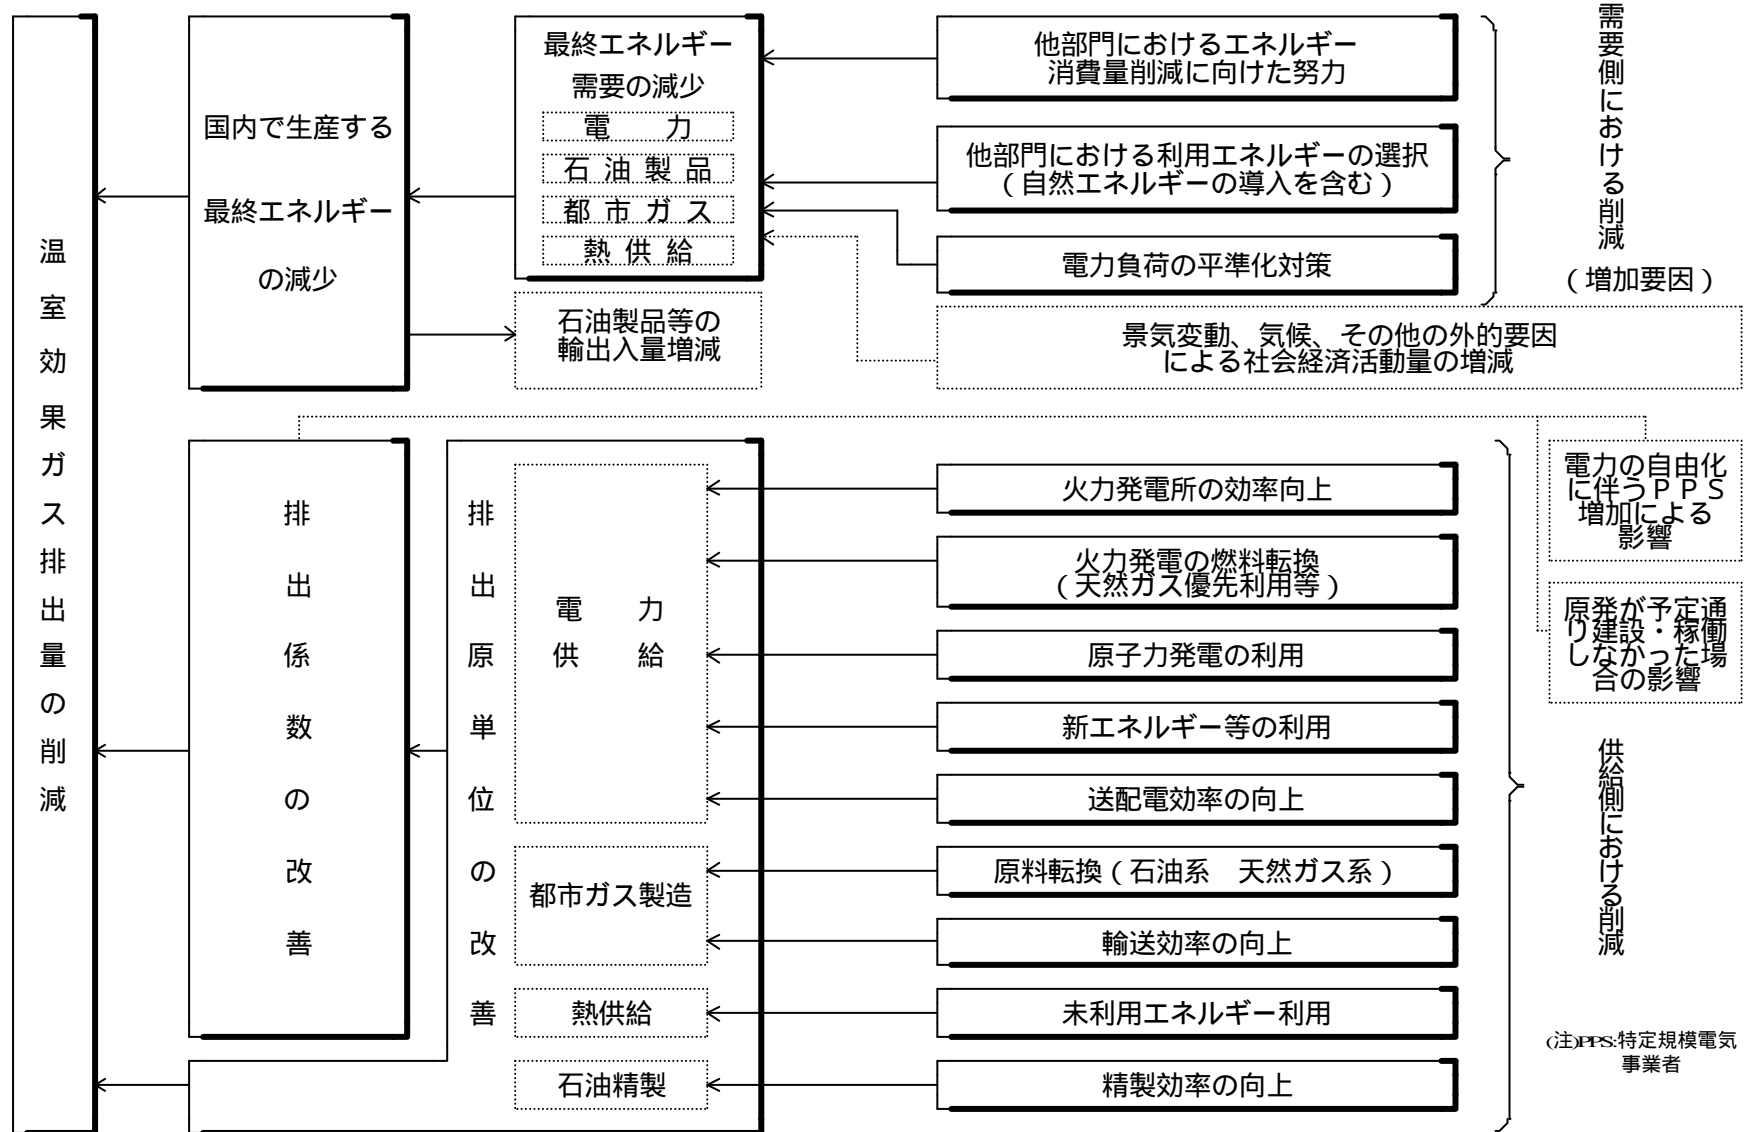 温室効果ガス排出量の削減
国内で生産する
最終エネルギー
の減少
最終エネルギー
需要の減少
電　力
石油製品
都市ガス
熱供給
石油製品等の
輸出入量増減
他部門におけるエネルギー
消費量削減に向けた努力
他部門における利用エネルギーの選択
（自然エネルギーの導入を含む）
電力負荷の平準化対策
需要側における削減
（増加要因）
景気変動、気候、その他の外的要因
による社会経済活動量の増減
排出係数の改善
排出原単位の改善
電　力
供　給
都市ガス製造
熱供給
石油精製
火力発電所の効率向上
火力発電の燃料転換
（天然ガス優先利用等）
原子力発電の利用
新エネルギー等の利用
送配電効率の向上
原料転換（石油系　天然ガス系）
輸送効率の向上
未利用エネルギー利用
精製効率の向上
電力の自由化
に伴うＰＰＳ
増加による
影響
原発が予定通
り建設・稼働
しなかった場
合の影響
供給側における削減
(注)PPS:特定規模電気
事業者